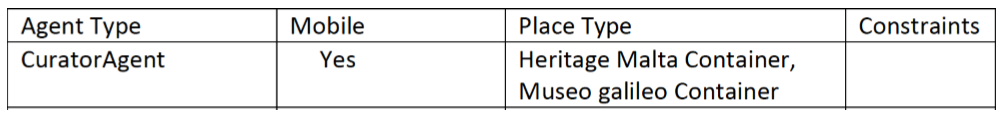 Agent Type Mobile Place Type Constraints
CuratorAgent Yes Heritage Malta Container,
Museo galileo Container